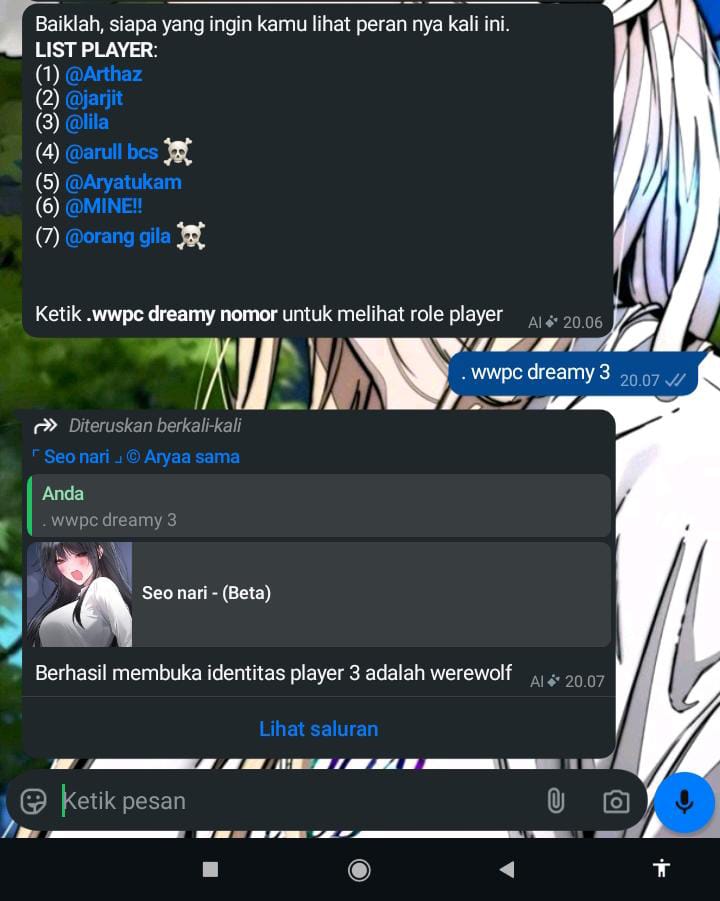 Baiklah, siapa yang ingin kamu lihat peran nya kali ini.
LIST PLAYER:
(1) @Arthaz
(2) @jarjit
(3) @lila
(4) @arull bcs ☠️
(5) @Aryatukam
(6) @MINE!!
(7) @orang gila ☠️
Ketik .wwpc dreamy nomor untuk melihat role player
AI 20.06
. wwpc dreamy 3 20.07
Diteruskan berkali-kali
「 Seo nari 」© Aryaa sama
Anda
. wwpc dreamy 3
Seo nari - (Beta)
Berhasil membuka identitas player 3 adalah werewolf
AI 20.07
Lihat saluran
Ketik pesan